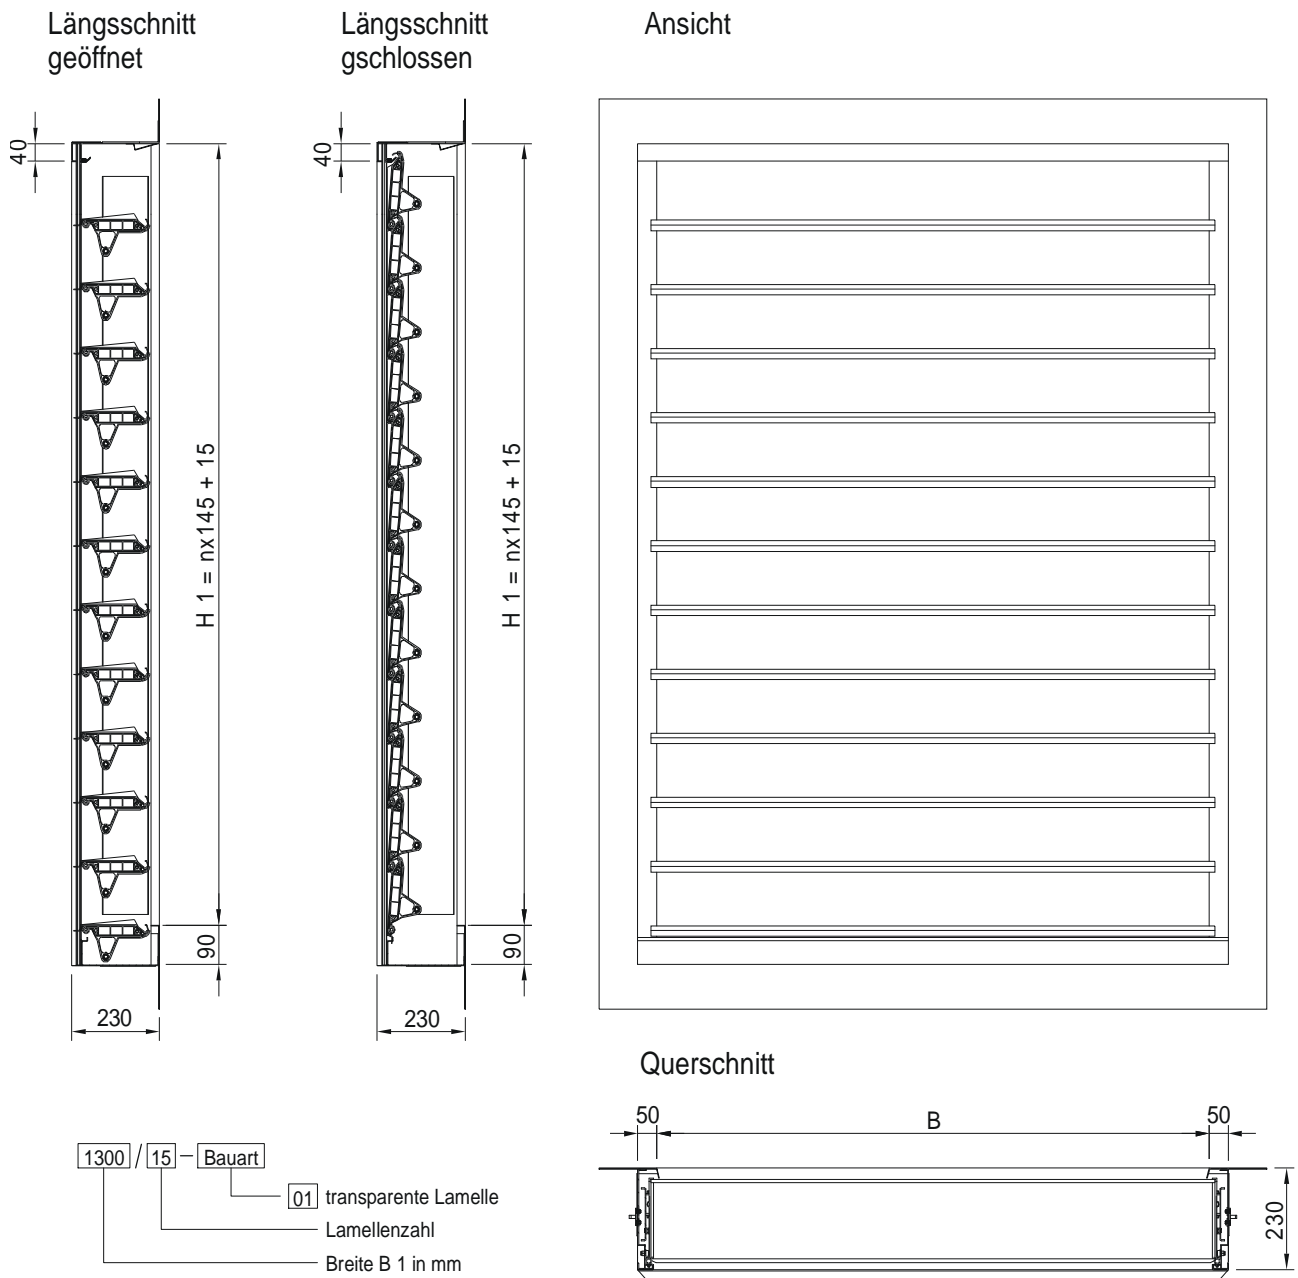 Längsschnitt
geöffnet
Längsschnitt
gschlossen
Ansicht
40
H 1 = nx145 + 15
90
230
40
H 1 = nx145 + 15
90
230
Querschnitt
50
B
50
230
1300 / 15 – Bauart
01 transparente Lamelle
Lamellenzahl
Breite B 1 in mm